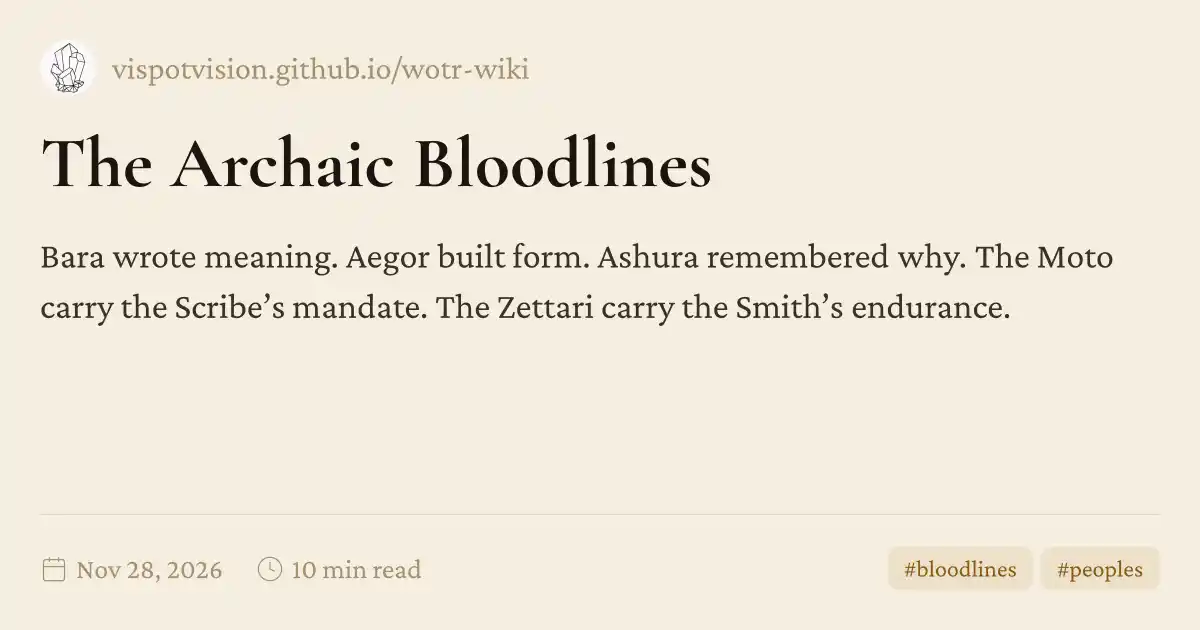 vispotvision.github.io/wotr-wiki
The Archaic Bloodlines
Bara wrote meaning. Aegor built form. Ashura remembered why. The Moto
carry the Scribe’s mandate. The Zettari carry the Smith’s endurance.
Nov 28, 2026 10 min read #bloodlines #peoples